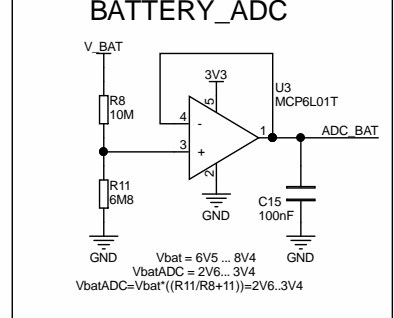 BATTERY_ADC
V_BAT
3V3
U3
MCP6L01T
R8
10M
5
4
-
1
ADC_BAT
3
+
2
R11
6M8
C15
100nF
GND
GND
GND
Vbat = 6V5 ... 8V4
VbatADC = 2V6... 3V4
VbatADC=Vbat*((R11/R8+11))=2V6..3V4